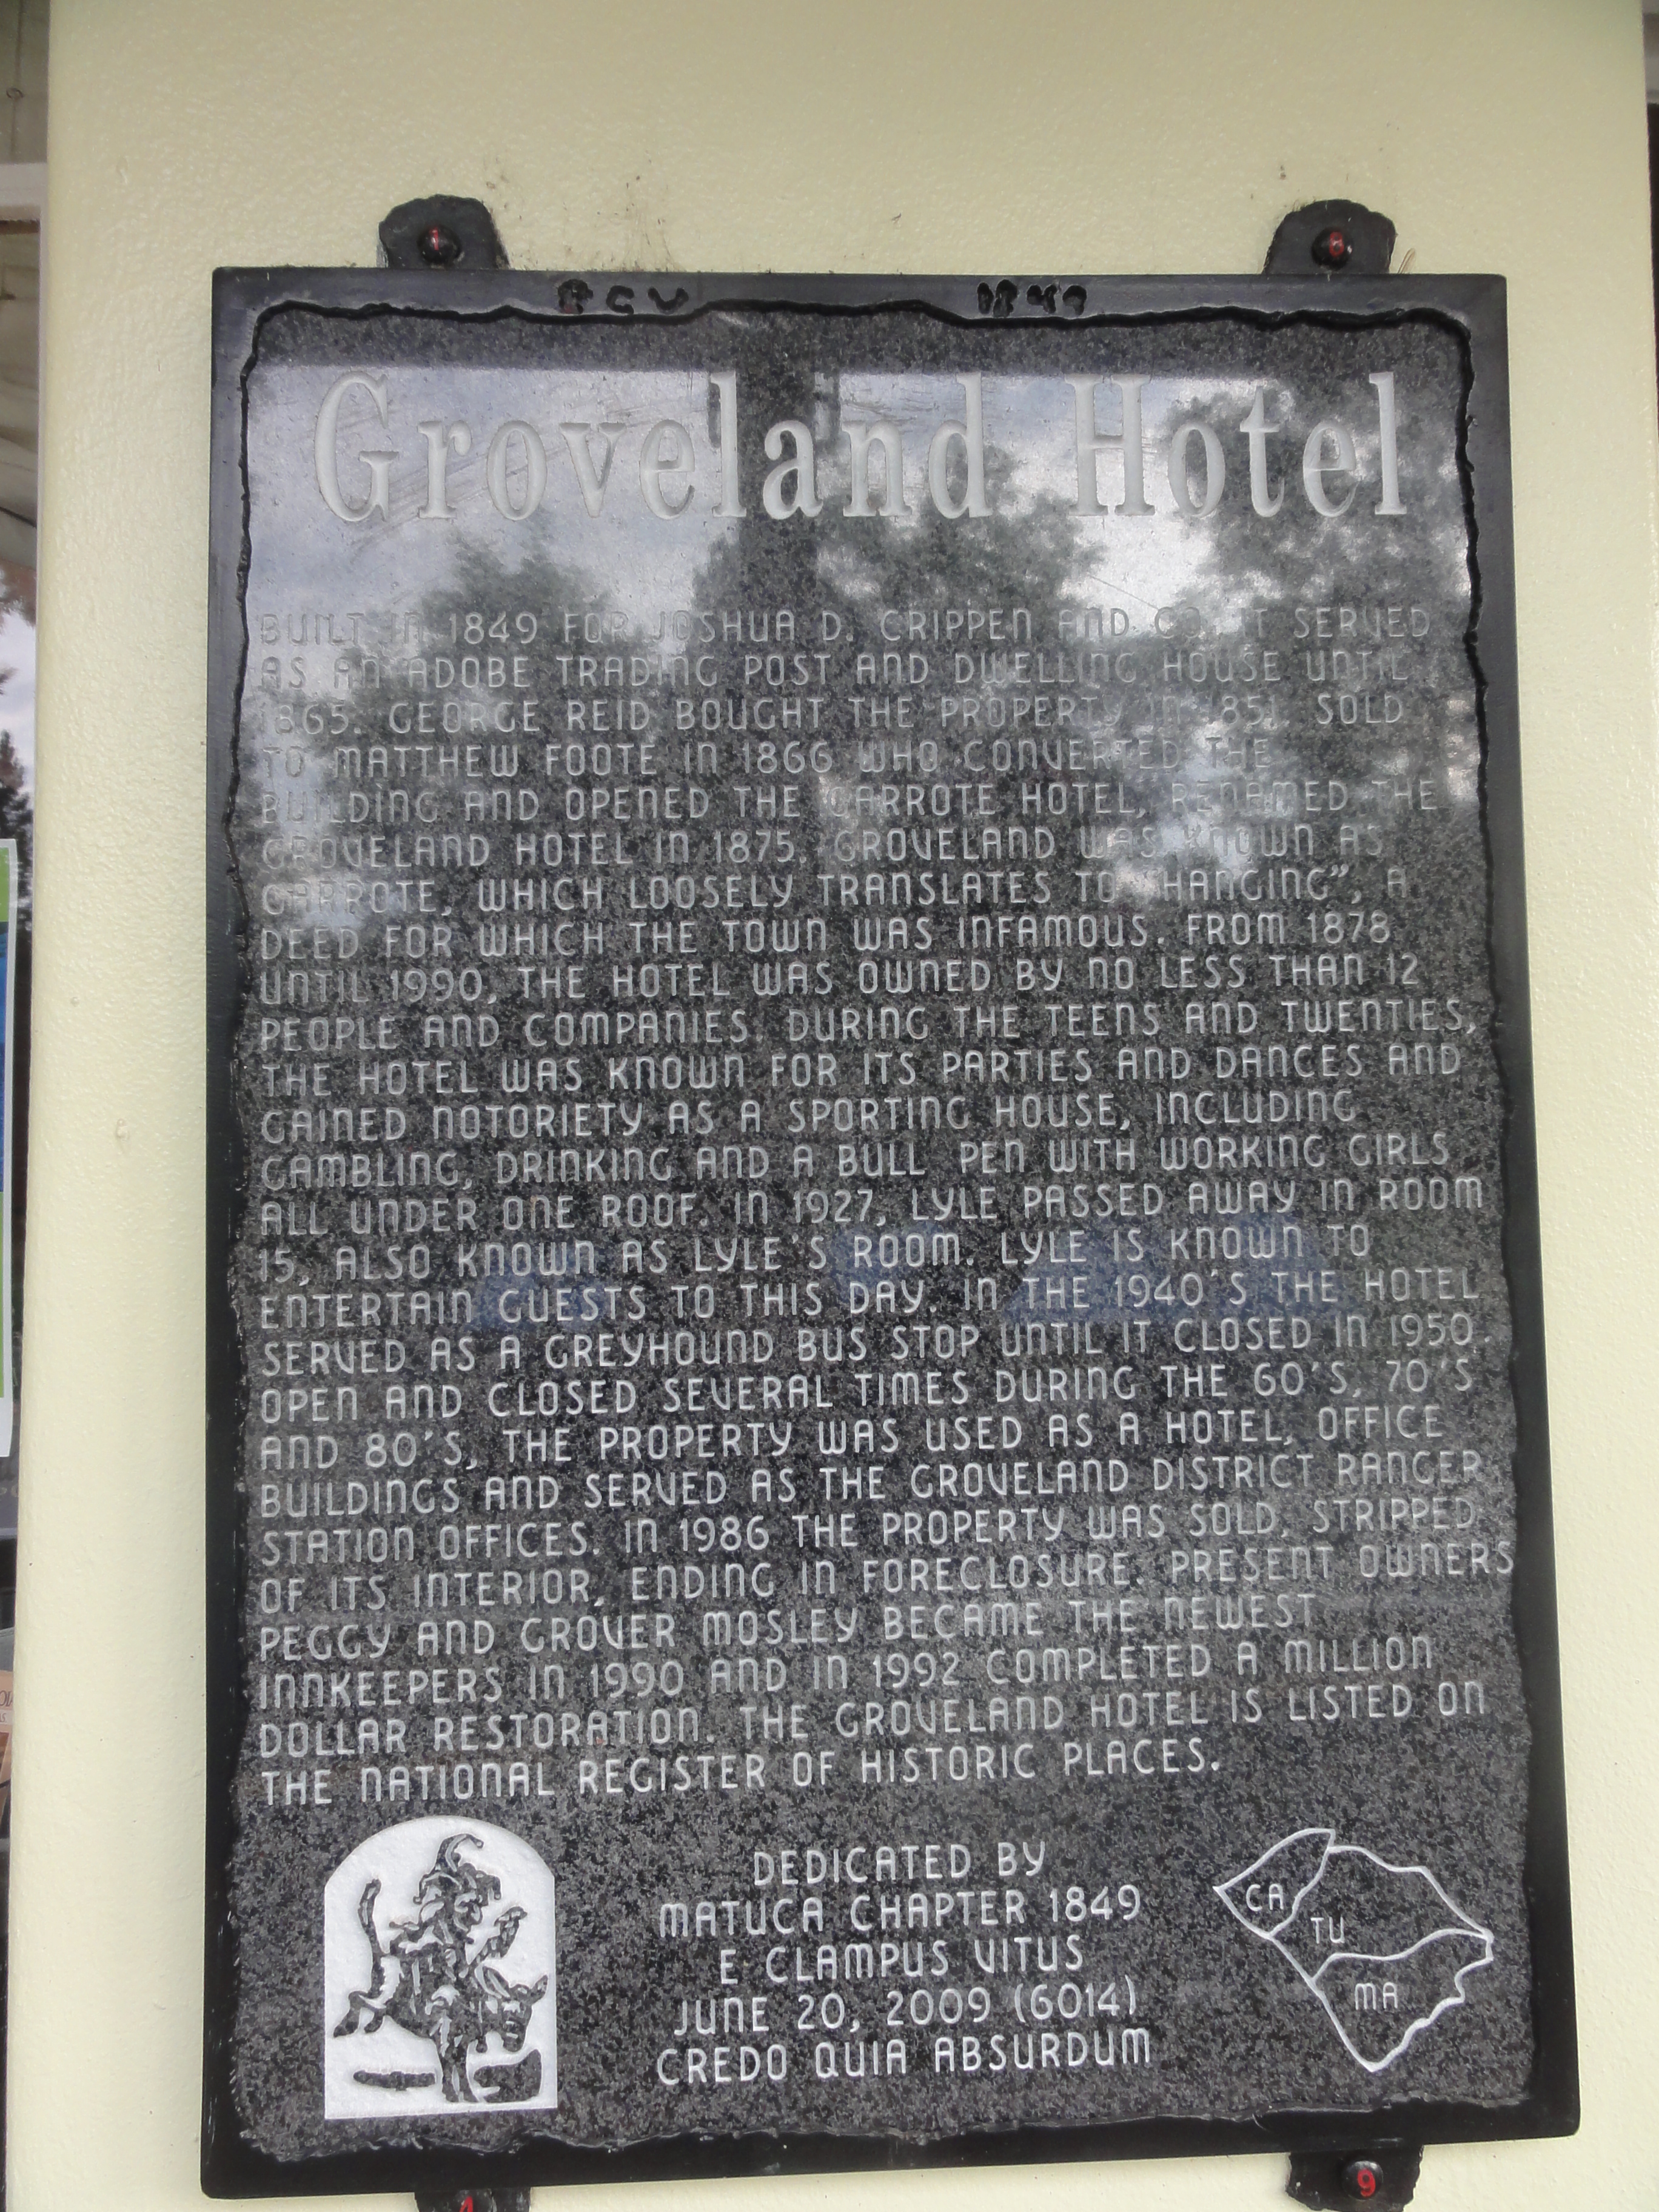 ECV 1849
Groveland Hotel
BUILT IN 1849 FOR JOSHUA D. CRIPPEN AND CO. IT SERVED
AS AN ADOBE TRADING POST AND DWELLING HOUSE UNTIL
1865. GEORGE REID BOUGHT THE PROPERTY IN 1851, SOLD
TO MATTHEW FOOTE IN 1866 WHO CONVERTED THE
BUILDING AND OPENED THE GARROTE HOTEL, RENAMED THE
GROVELAND HOTEL IN 1875. GROVELAND WAS KNOWN AS
GARROTE, WHICH LOOSELY TRANSLATES TO "HANGING", A
DEED FOR WHICH THE TOWN WAS INFAMOUS. FROM 1878
UNTIL 1990, THE HOTEL WAS OWNED BY NO LESS THAN 12
PEOPLE AND COMPANIES DURING THE TEENS AND TWENTIES,
THE HOTEL WAS KNOWN FOR ITS PARTIES AND DANCES AND
GAINED NOTORIETY AS A SPORTING HOUSE, INCLUDING
GAMBLING, DRINKING AND A BULL PEN WITH WORKING GIRLS
ALL UNDER ONE ROOF. IN 1927, LYLE PASSED AWAY IN ROOM
15, ALSO KNOWN AS LYLE'S ROOM. LYLE IS KNOWN TO
ENTERTAIN GUESTS TO THIS DAY. IN THE 1940'S THE HOTEL
SERVED AS A GREYHOUND BUS STOP UNTIL IT CLOSED IN 1950.
OPEN AND CLOSED SEVERAL TIMES DURING THE 60'S, 70'S
AND 80'S, THE PROPERTY WAS USED AS A HOTEL, OFFICE
BUILDINGS AND SERVED AS THE GROVELAND DISTRICT RANGER
STATION OFFICES. IN 1986 THE PROPERTY WAS SOLD, STRIPPED
OF ITS INTERIOR, ENDING IN FORECLOSURE. PRESENT OWNERS
PEGGY AND GROVER MOSLEY BECAME THE NEWEST
INNKEEPERS IN 1990 AND IN 1992 COMPLETED A MILLION
DOLLAR RESTORATION. THE GROVELAND HOTEL IS LISTED ON
THE NATIONAL REGISTER OF HISTORIC PLACES.
DEDICATED BY
MATUCA CHAPTER 1849
E CLAMPUS VITUS
JUNE 20, 2009 (6014)
CREDO QUIA ABSURDUM
CA
TU
MA
1
8
4
9